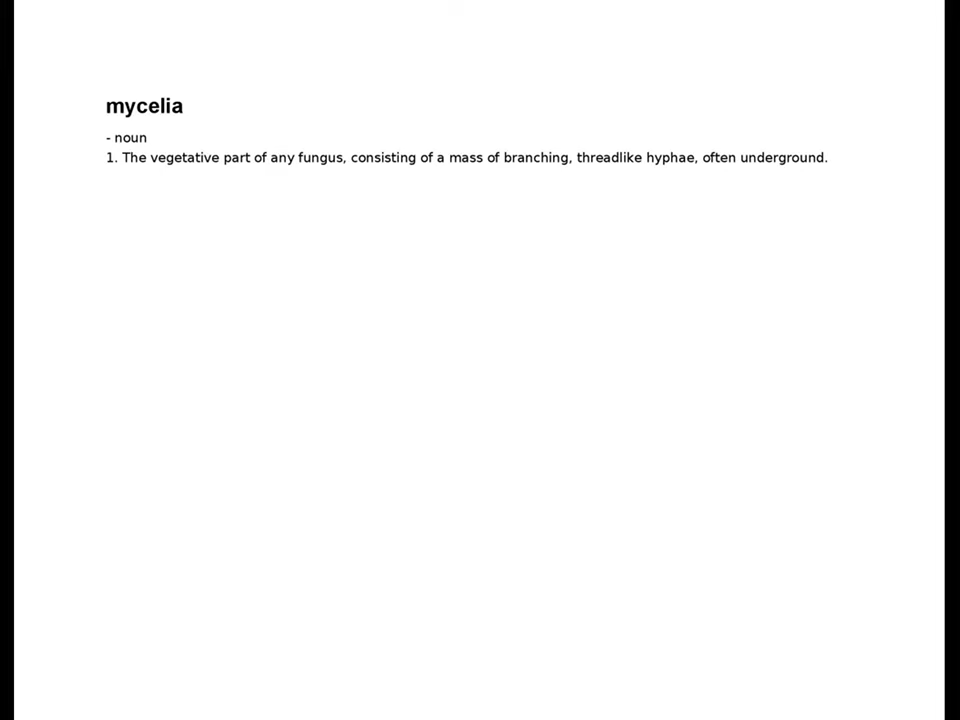 mycelia
- noun
1. The vegetative part of any fungus, consisting of a mass of branching, threadlike hyphae, often underground.